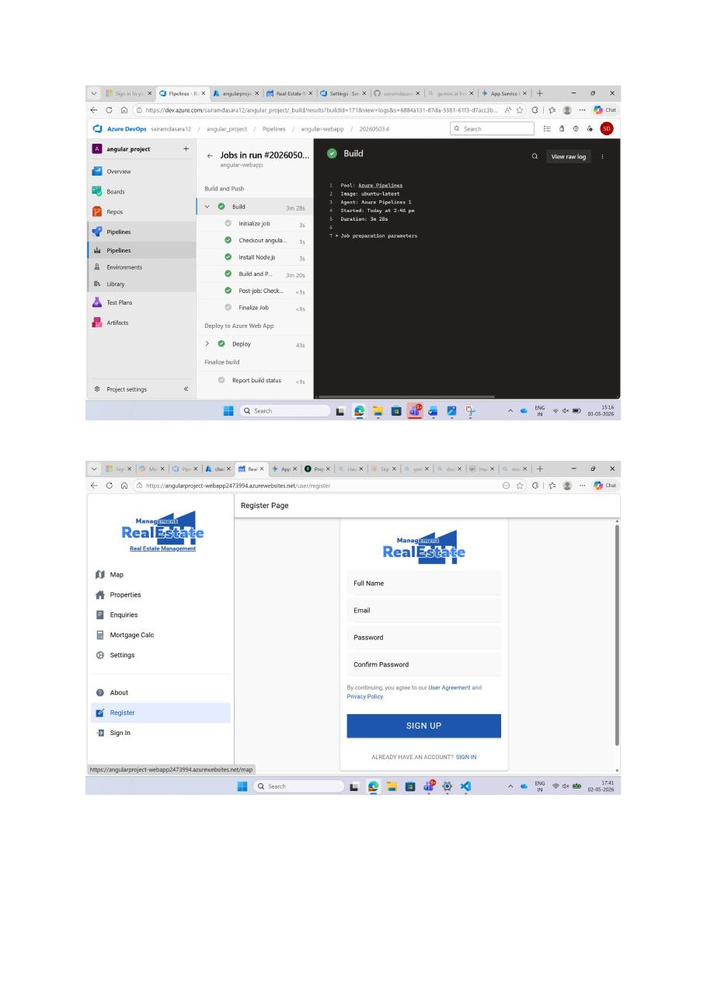 Sign in to yo
Pipelines - Ru
angularproje
Real-Estate-M
Settings - Ser
sairamdasar
gemini ai
App Service
https://dev.azure.com/sairamdasara12/angular_project/_build/results?buildId=171&view=logs&s=6884a131-87da-5381-61f3-d7acc3b...
Chat
Azure DevOps sairamdasara12 / angular_project / Pipelines / angular-webapp / 20260503.4
Search
SD
A angular_project +
Overview
Boards
Repos
Pipelines
Pipelines
Environments
Library
Test Plans
Artifacts
Project settings
Jobs in run #2026050...
angular-webapp
Build and Push
Build 3m 28s
Initialize job 3s
Checkout angula... 1s
Install Node.js 3s
Build and P... 3m 20s
Post-job: Check... <1s
Finalize Job <1s
Deploy to Azure Web App
Deploy 43s
Finalize build
Report build status <1s
Build
View raw log
1 Pool: Azure Pipelines
2 Image: ubuntu-latest
3 Agent: Azure Pipelines 1
4 Started: Today at 2:46 pm
5 Duration: 3m 28s
6
7 Job preparation parameters
Search
9+
ENG
IN
15:16
03-05-2026
Sign
Mic
Pipe
clus
Real
App
Proj
clau
Sign
gen
doc
Ima
https://angularproject-webapp2473994.azurewebsites.net/user/register
Chat
Management
RealEstate
Real Estate Management
Map
Properties
Enquiries
Mortgage Calc
Settings
About
Register
Sign In
https://angularproject-webapp2473994.azurewebsites.net/map
Register Page
Management
RealEstate
Full Name
Email
Password
Confirm Password
By continuing, you agree to our User Agreement and
Privacy Policy.
SIGN UP
ALREADY HAVE AN ACCOUNT? SIGN IN
Search
9+
ENG
IN
17:41
02-05-2026